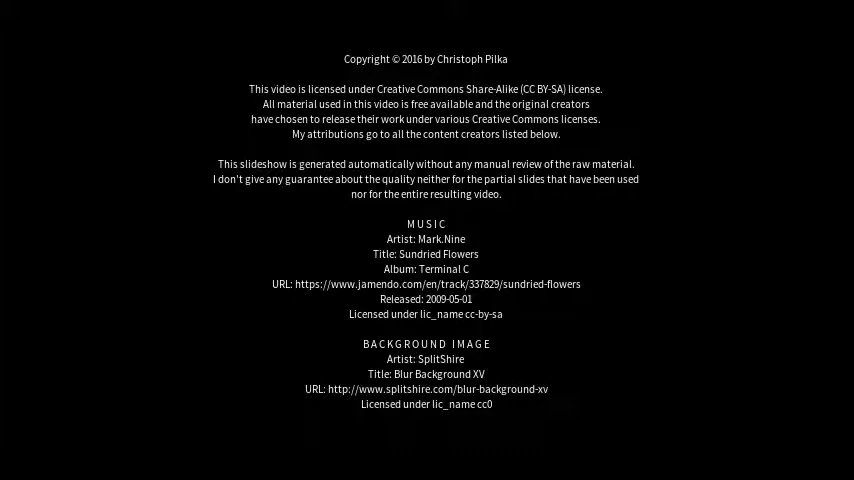 Copyright © 2016 by Christoph Pilka
This video is licensed under Creative Commons Share-Alike (CC BY-SA) license.
All material used in this video is free available and the original creators
have chosen to release their work under various Creative Commons licenses.
My attributions go to all the content creators listed below.
This slideshow is generated automatically without any manual review of the raw material.
I don't give any guarantee about the quality neither for the partial slides that have been used
nor for the entire resulting video.
MUSIC
Artist: Mark.Nine
Title: Sundried Flowers
Album: Terminal C
URL: https://www.jamendo.com/en/track/337829/sundried-flowers
Released: 2009-05-01
Licensed under lic_name cc-by-sa
BACKGROUND IMAGE
Artist: SplitShire
Title: Blur Background XV
URL: http://www.splitshire.com/blur-background-xv
Licensed under lic_name cc0